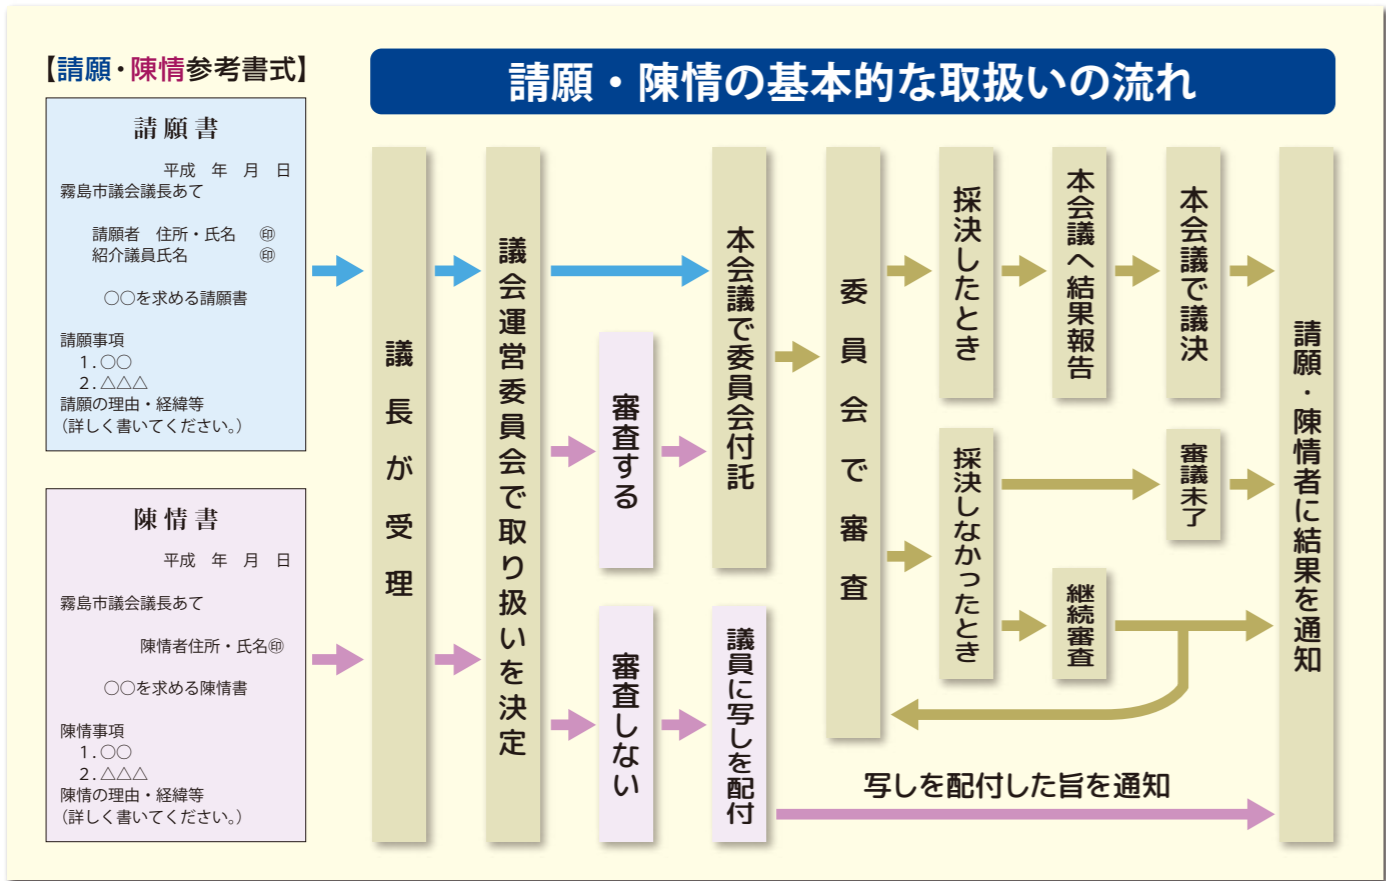 【請願・陳情参考書式】
請願・陳情の基本的な取扱いの流れ
請願書
平成　年　月　日
霧島市議会議長あて
請願者　住所・氏名　㊞
紹介議員氏名　㊞
○○を求める請願書
請願事項
１.○○
２.△△△
請願の理由・経緯等
（詳しく書いてください。）
陳情書
平成　年　月　日
霧島市議会議長あて
陳情者住所・氏名㊞
○○を求める陳情書
陳情事項
１.○○
２.△△△
陳情の理由・経緯等
（詳しく書いてください。）
議長が受理
議会運営委員会で取り扱いを決定
審査する
審査しない
本会議で委員会付託
議員に写しを配付
委員会で審査
採決したとき
本会議へ結果報告
本会議で議決
採決しなかったとき
審議未了
継続審査
写しを配付した旨を通知
請願・陳情者に結果を通知